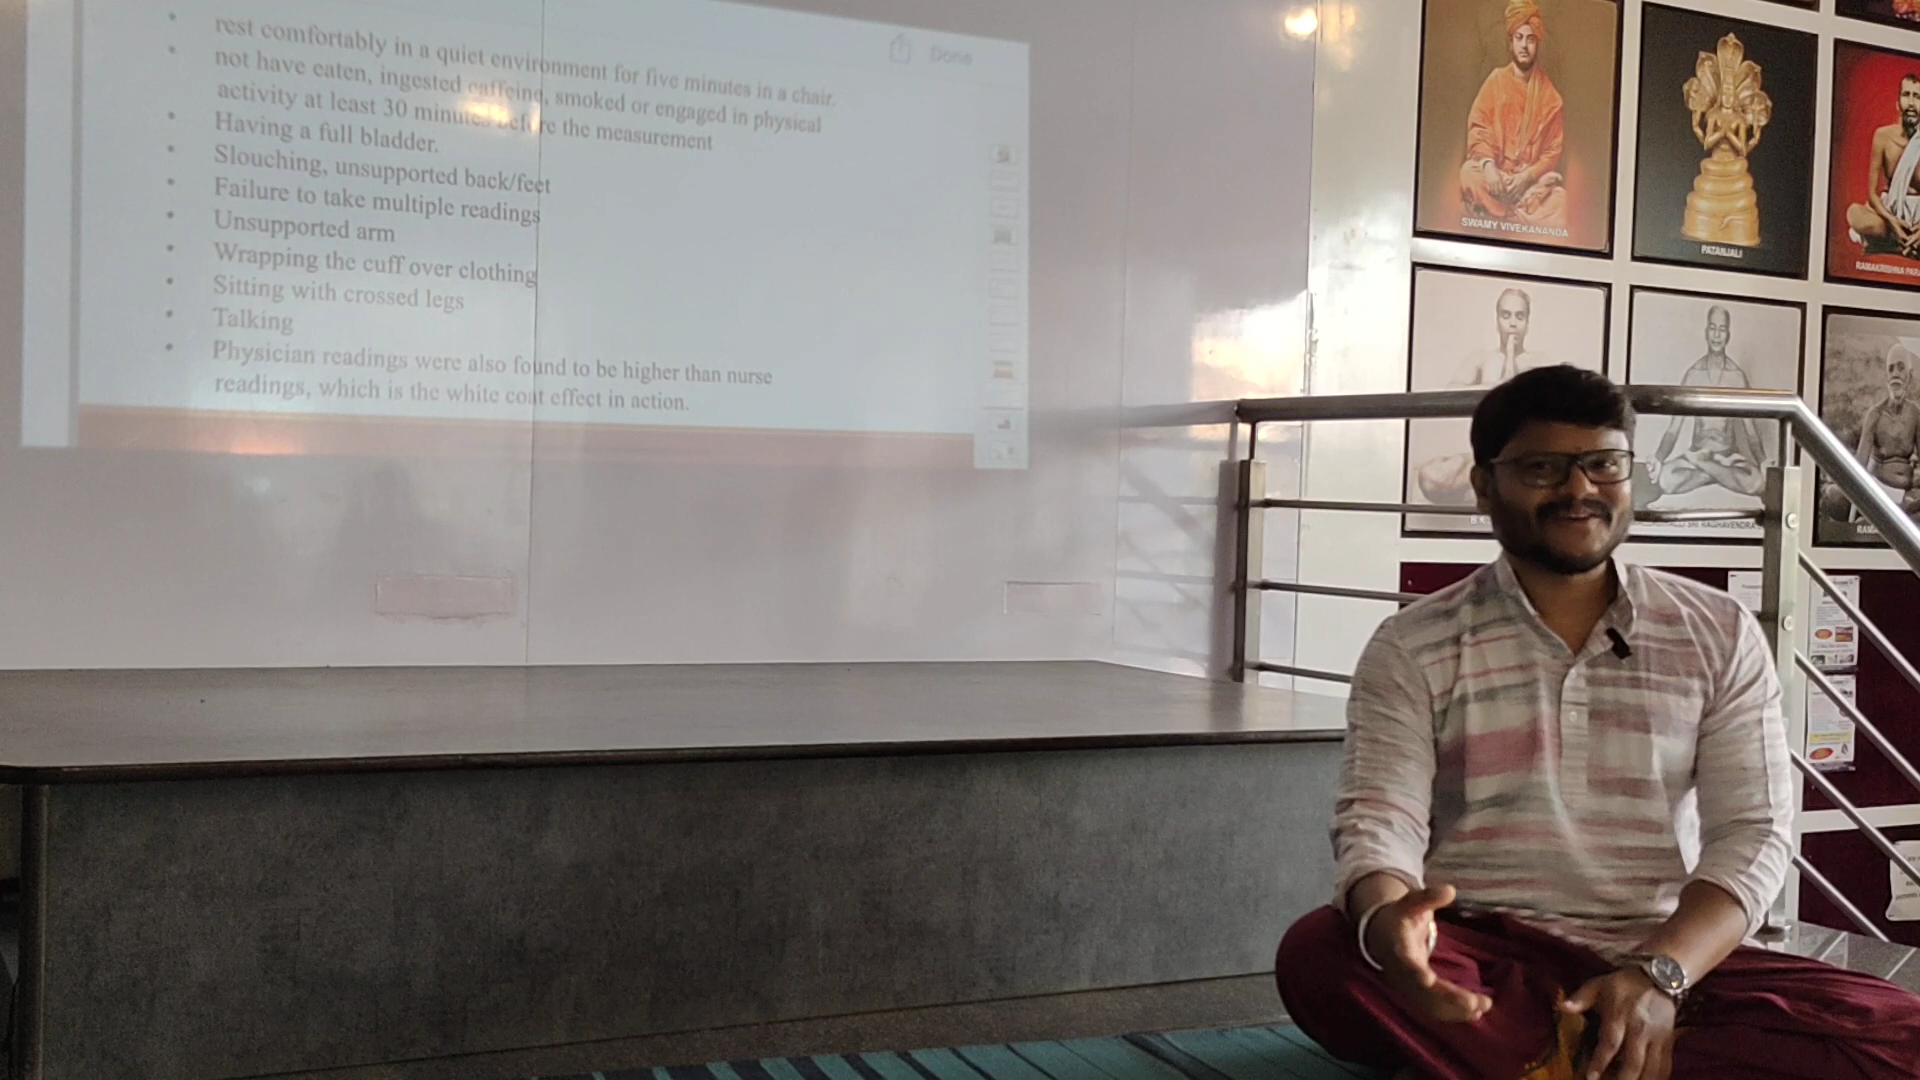 rest comfortably in a quiet environment for five minutes in a chair.
not have eaten, ingested caffeine, smoked or engaged in physical
activity at least 30 minutes before the measurement
Having a full bladder.
Slouching, unsupported back/feet
Failure to take multiple readings
Unsupported arm
Wrapping the cuff over clothing
Sitting with crossed legs
Talking
Physician readings were also found to be higher than nurse
readings, which is the white coat effect in action.
Done
SWAMY VIVEKANANDA
PATANJALI
RAMAKRISHNA
SRI RAGHAVENDRA